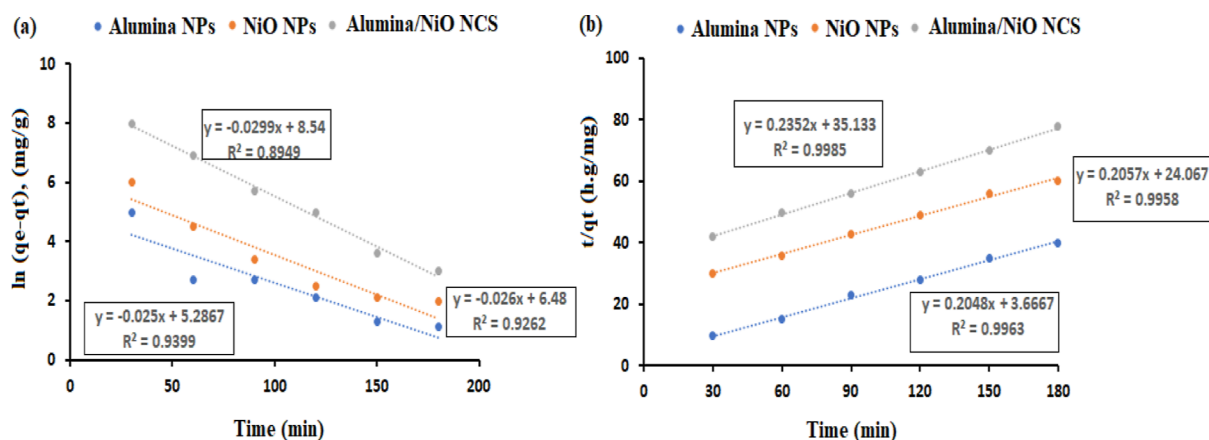 (a)
Alumina NPs NiO NPs Alumina/NiO NCS
ln (qe-qt), (mg/g)
10
8
6
4
2
0
0 50 100 150 200
Time (min)
y = -0.0299x + 8.54
R² = 0.8949
y = -0.025x + 5.2867
R² = 0.9399
y = -0.026x + 6.48
R² = 0.9262
(b)
Alumina NPs NiO NPs Alumina/NiO NCS
t/qt (h.g/mg)
100
80
60
40
20
0
0 30 60 90 120 150 180
Time (min)
y = 0.2352x + 35.133
R² = 0.9985
y = 0.2057x + 24.067
R² = 0.9958
y = 0.2048x + 3.6667
R² = 0.9963